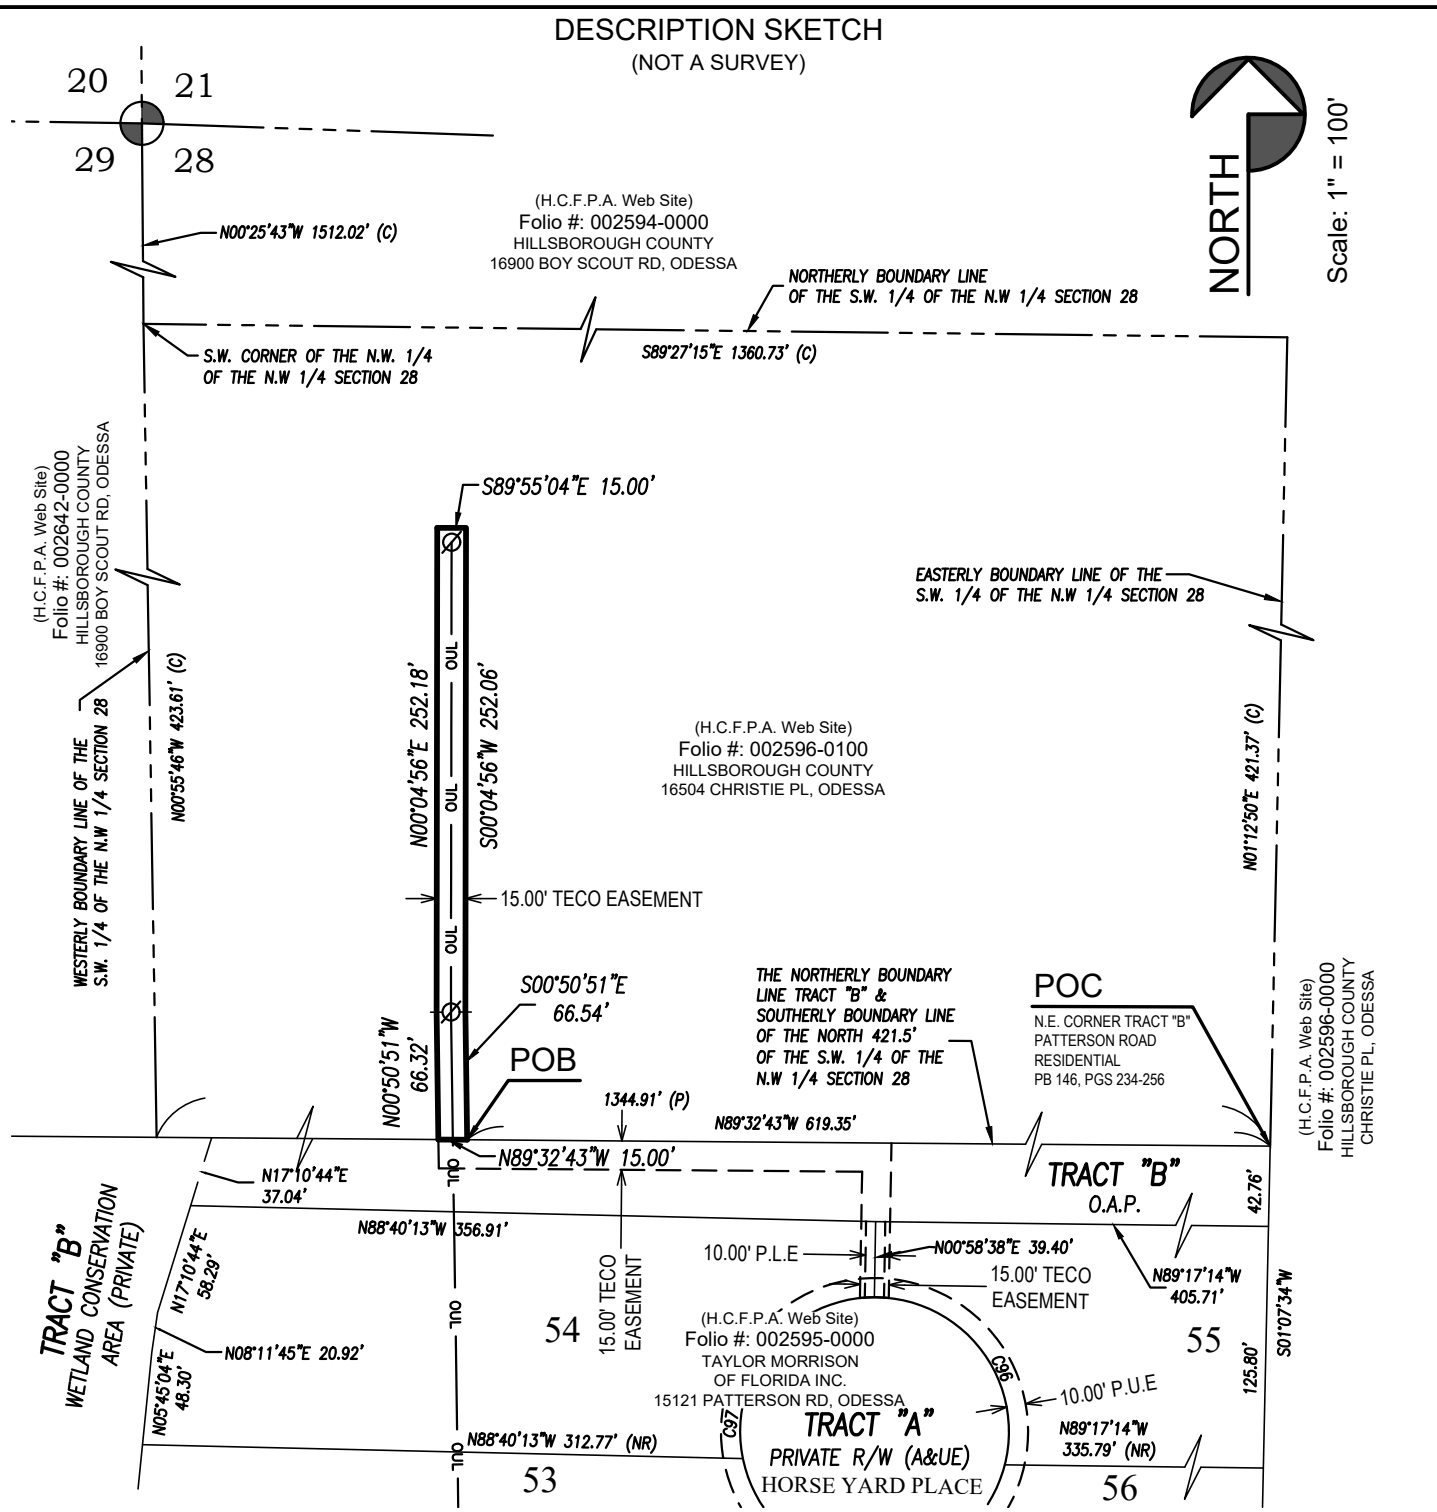 DESCRIPTION SKETCH
(NOT A SURVEY)
20
21
29
28
NORTH
Scale: 1" = 100'
N00°25'43"W 1512.02' (C)
(H.C.F.P.A. Web Site)
Folio #: 002594-0000
HILLSBOROUGH COUNTY
16900 BOY SCOUT RD, ODESSA
NORTHERLY BOUNDARY LINE
OF THE S.W. 1/4 OF THE N.W 1/4 SECTION 28
S.W. CORNER OF THE N.W. 1/4
OF THE N.W 1/4 SECTION 28
S89°27'15"E 1360.73' (C)
(H.C.F.P.A. Web Site)
Folio #: 002642-0000
HILLSBOROUGH COUNTY
16900 BOY SCOUT RD, ODESSA
S89°55'04"E 15.00'
EASTERLY BOUNDARY LINE OF THE
S.W. 1/4 OF THE N.W 1/4 SECTION 28
WESTERLY BOUNDARY LINE OF THE
S.W. 1/4 OF THE N.W 1/4 SECTION 28
N00°55'46"W 423.61' (C)
N00°04'56"E 252.18'
OUL
OUL
OUL
S00°04'56"W 252.06'
(H.C.F.P.A. Web Site)
Folio #: 002596-0100
HILLSBOROUGH COUNTY
16504 CHRISTIE PL, ODESSA
N01°12'50"E 421.37' (C)
15.00' TECO EASEMENT
S00°50'51"E
66.54'
N00°50'51"W
66.32'
POB
THE NORTHERLY BOUNDARY
LINE TRACT "B" &
SOUTHERLY BOUNDARY LINE
OF THE NORTH 421.5'
OF THE S.W. 1/4 OF THE
N.W 1/4 SECTION 28
POC
N.E. CORNER TRACT "B"
PATTERSON ROAD
RESIDENTIAL
PB 146, PGS 234-256
(H.C.F.P.A. Web Site)
Folio #: 002596-0000
HILLSBOROUGH COUNTY
CHRISTIE PL, ODESSA
1344.91' (P)
N89°32'43"W 619.35'
N89°32'43"W 15.00'
N17°10'44"E
37.04'
OUL
TRACT "B"
O.A.P.
42.76'
N88°40'13"W 356.91'
TRACT "B"
WETLAND CONSERVATION
AREA (PRIVATE)
N17°10'44"E
58.29'
15.00' TECO
EASEMENT
10.00' P.L.E
N00°58'38"E 39.40'
15.00' TECO
EASEMENT
N89°17'14"W
405.71'
S01°07'34"W
OUL
54
(H.C.F.P.A. Web Site)
Folio #: 002595-0000
TAYLOR MORRISON
OF FLORIDA INC.
15121 PATTERSON RD, ODESSA
55
N08°11'45"E 20.92'
N05°45'04"E
48.30'
C96
125.80'
10.00' P.U.E
C97
TRACT "A"
PRIVATE R/W (A&UE)
HORSE YARD PLACE
N88°40'13"W 312.77' (NR)
OUL
N89°17'14"W
335.79' (NR)
53
56